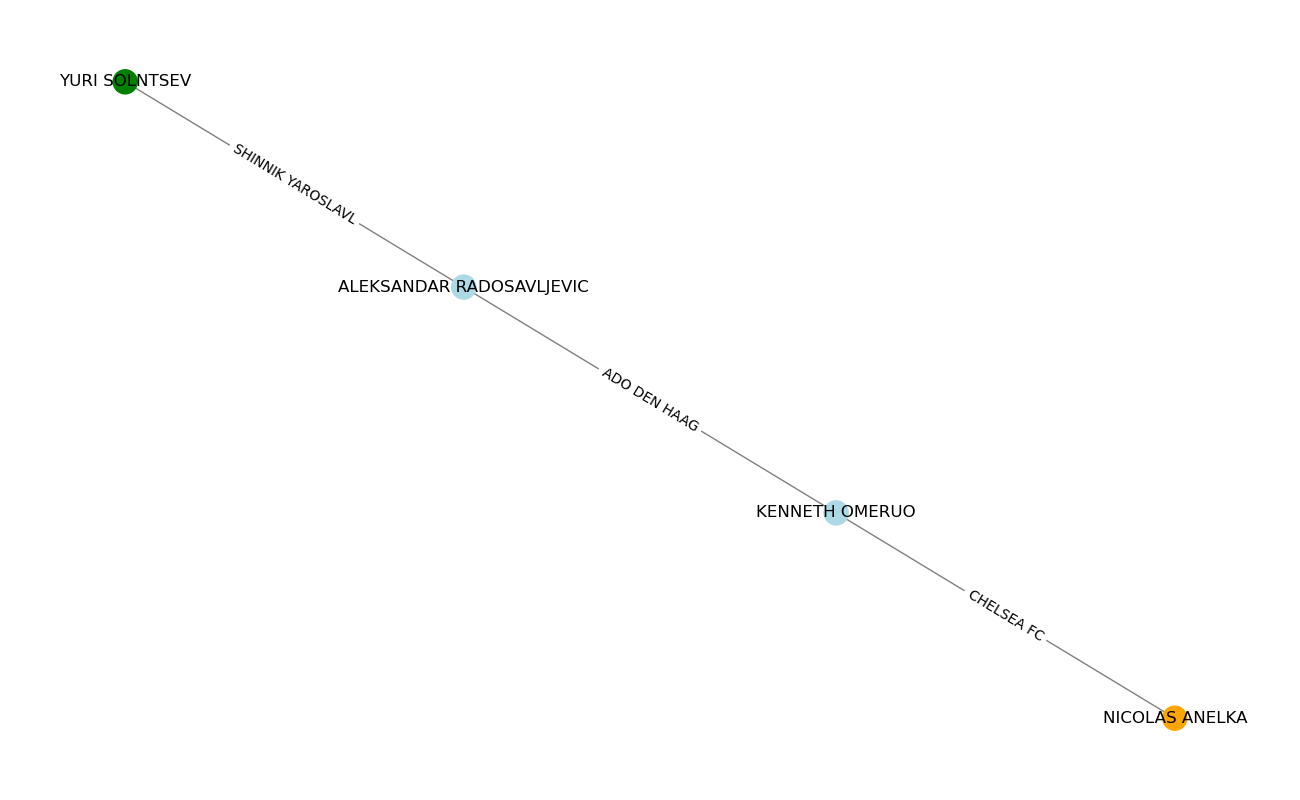 YURI SOLNTSEV
SHINNIK YAROSLAVL
ALEKSANDAR RADOSAVLJEVIC
ADO DEN HAAG
KENNETH OMERUO
CHELSEA FC
NICOLAS ANELKA